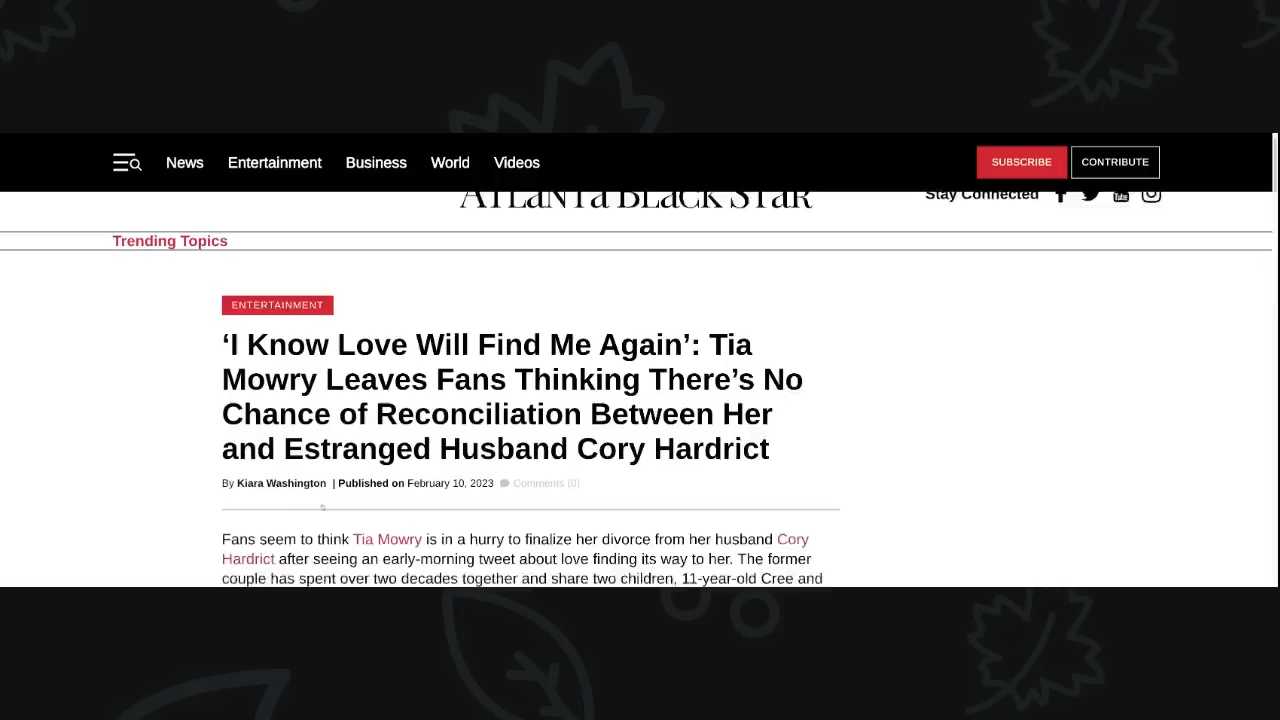 News Entertainment Business World Videos SUBSCRIBE CONTRIBUTE
ATLANTA BLACK STAR Stay Connected
Trending Topics
ENTERTAINMENT
‘I Know Love Will Find Me Again’: Tia
Mowry Leaves Fans Thinking There’s No
Chance of Reconciliation Between Her
and Estranged Husband Cory Hardrict
By Kiara Washington | Published on February 10, 2023 Comments (0)
Fans seem to think Tia Mowry is in a hurry to finalize her divorce from her husband Cory
Hardrict after seeing an early-morning tweet about love finding its way to her. The former
couple has spent over two decades together and share two children, 11-year-old Cree and